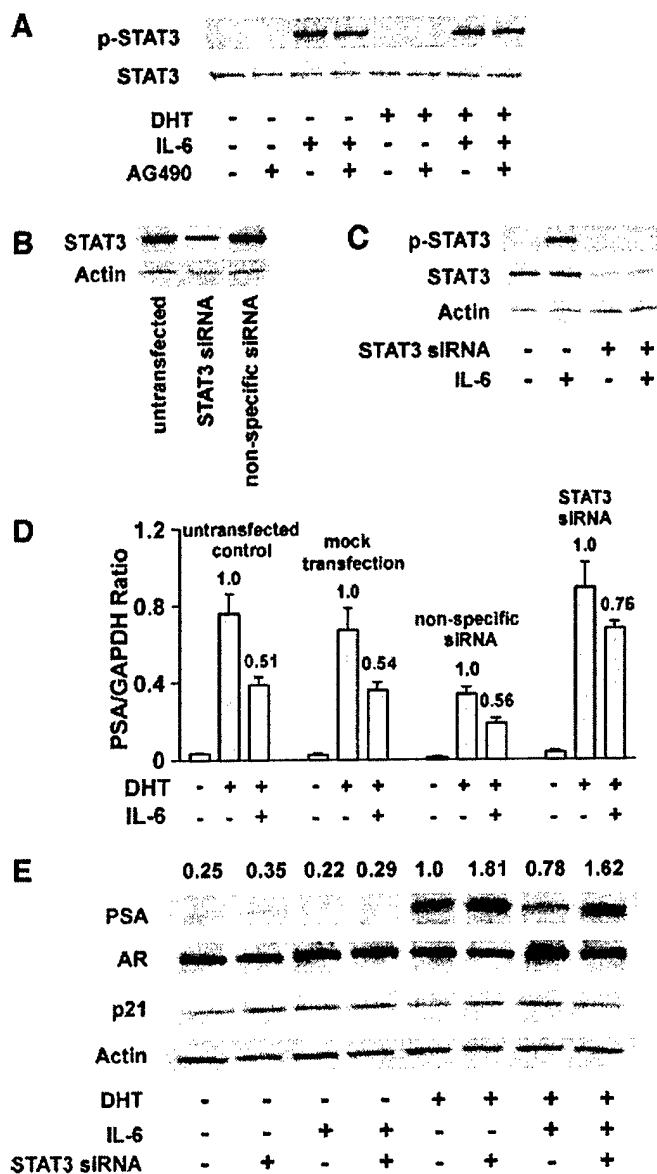 A
p-STAT3
STAT3
DHT - - - - + + + +
IL-6 - - + + - - + +
AG490 - + - + - + - +
B
STAT3
Actin
untransfected
STAT3 siRNA
non-specific siRNA
C
p-STAT3
STAT3
Actin
STAT3 siRNA - - + +
IL-6 - + - +
D
PSA/GAPDH Ratio
1.2
0.8
0.4
0
untransfected
control
1.0
0.51
mock
transfection
1.0
0.54
non-specific
siRNA
1.0
0.56
STAT3
siRNA
1.0
0.76
DHT - + + - + + - + + - + +
IL-6 - - + - - + - - + - - +
E
0.25 0.35 0.22 0.29 1.0 1.81 0.78 1.62
PSA
AR
p21
Actin
DHT - - - - + + + +
IL-6 - - + + - - + +
STAT3 siRNA - + - + - + - +